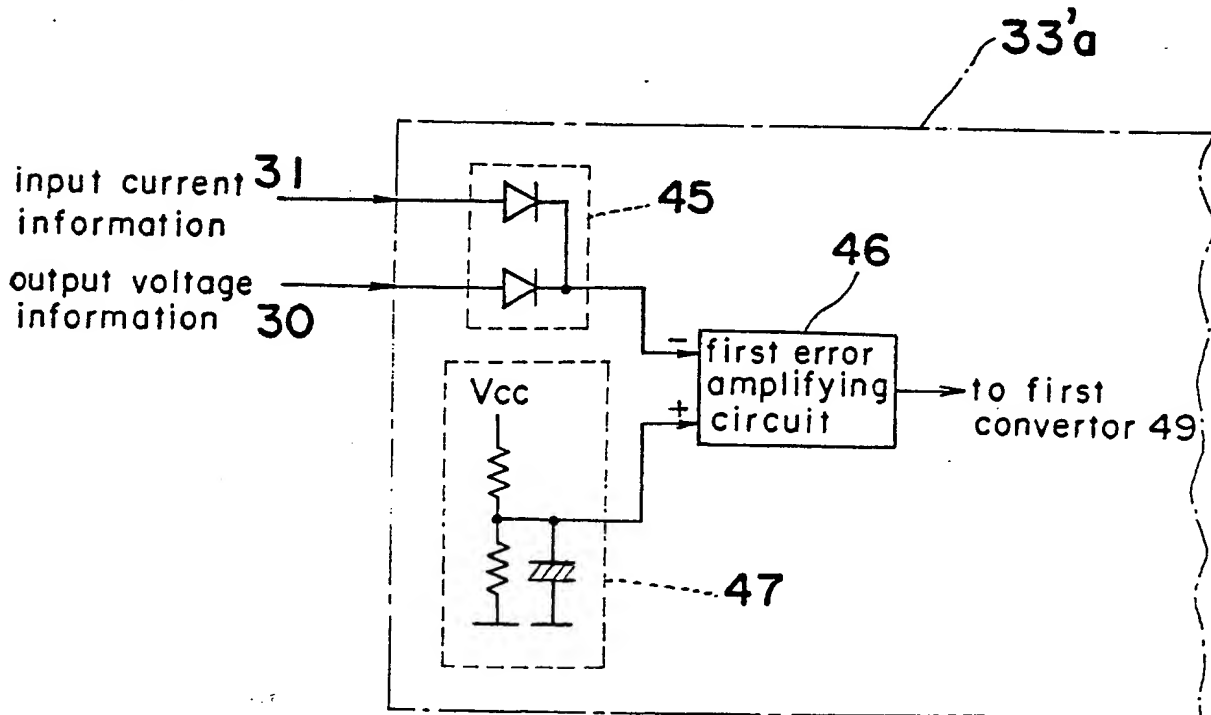 33'a
input current 31
information
45
output voltage
information 30
46
Vcc
- first error
amplifying
+ circuit
to first
convertor 49
47